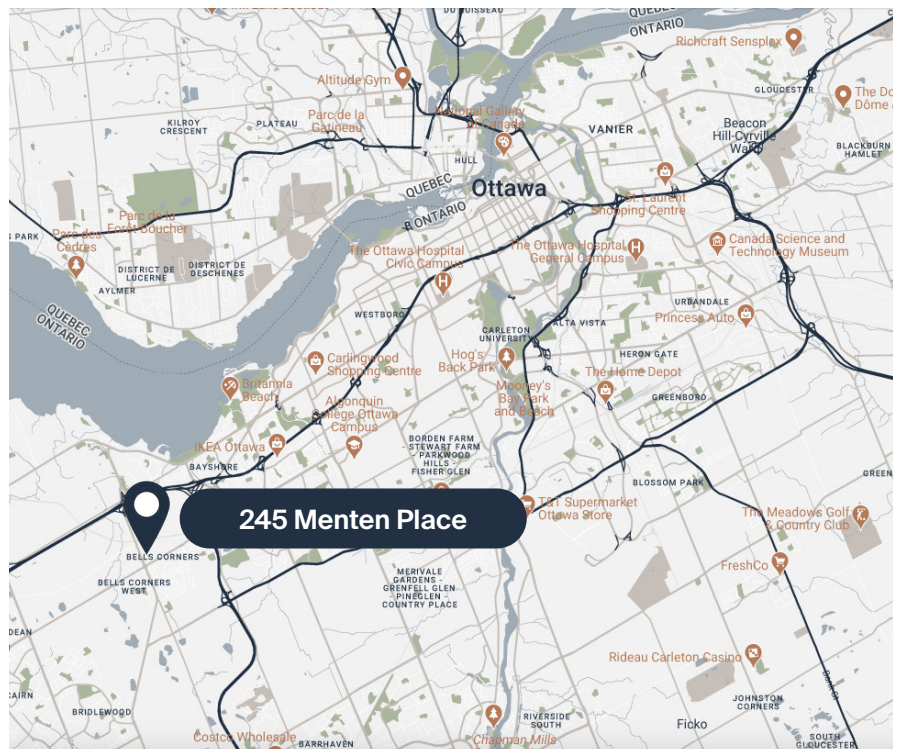 QUEBEC
ONTARIO
Richcraft Sensplex
Altitude Gym
GLOUCESTER
The Do
Dôme
Parc de la
Gatineau
National Gallery
of Canada
KILROY
CRESCENT
PLATEAU
VANIER
Beacon
Hill-Cyrville
Ward
BLACKBURN
HAMLET
HULL
QUEBEC
ONTARIO
Ottawa
St. Laurent
Shopping Centre
Parc de la
Forêt Boucher
S PARK
Parc des
Cèdres
The Ottawa Hospital
Civic Campus
The Ottawa Hospital
General Campus
Canada Science and
Technology Museum
DISTRICT DE
LUCERNE
DISTRICT DE
DESCHENES
AYLMER
QUEBEC
ONTARIO
WESTBORO
URBANDALE
Princess Auto
CARLETON
UNIVERSITY
ALTA VISTA
Carlingwood
Shopping Centre
Hog's
Back Park
HERON GATE
The Home Depot
Britannia
Beach
Mooney's
Bay Park
and Beach
Algonquin
College Ottawa
Campus
GREENBORO
IKEA Ottawa
BORDEN FARM
- STEWART FARM
- PARKWOOD
HILLS -
FISHER GLEN
BAYSHORE
GREEN
BLOSSOM PARK
245 Menten Place
T&T Supermarket
Ottawa Store
The Meadows Golf
& Country Club
BELLS CORNERS
FreshCo
BELLS CORNERS
WEST
MERIVALE
GARDENS -
GRENFELL GLEN
- PINEGLEN -
COUNTRY PLACE
DEAN
Rideau Carleton Casino
CAIRN
JOHNSTON
CORNERS
BRIDLEWOOD
RIVERSIDE
SOUTH
Ficko
Costco Wholesale
BARRHAVEN
Chapman Mills
SOUTH
GLOUCESTER